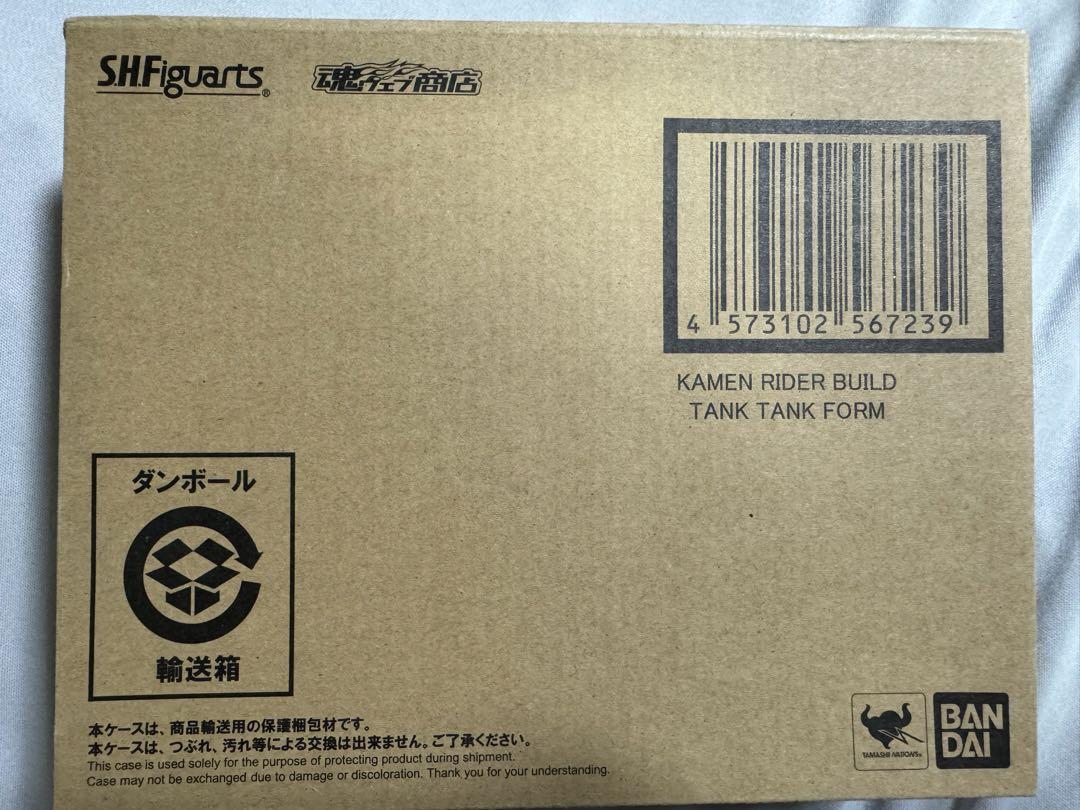 S.H.Figuarts®
魂ウェブ商店
4 573102 567239
KAMEN RIDER BUILD
TANK TANK FORM
ダンボール
輸送箱
本ケースは、商品輸送用の保護梱包材です。
本ケースは、つぶれ、汚れ等による交換は出来ません。ご了承ください。
This case is used solely for the purpose of protecting product during shipment.
Case may not be exchanged due to damage or discoloration. Thank you for your understanding.
TAMASHII NATIONS®
BAN
DAI